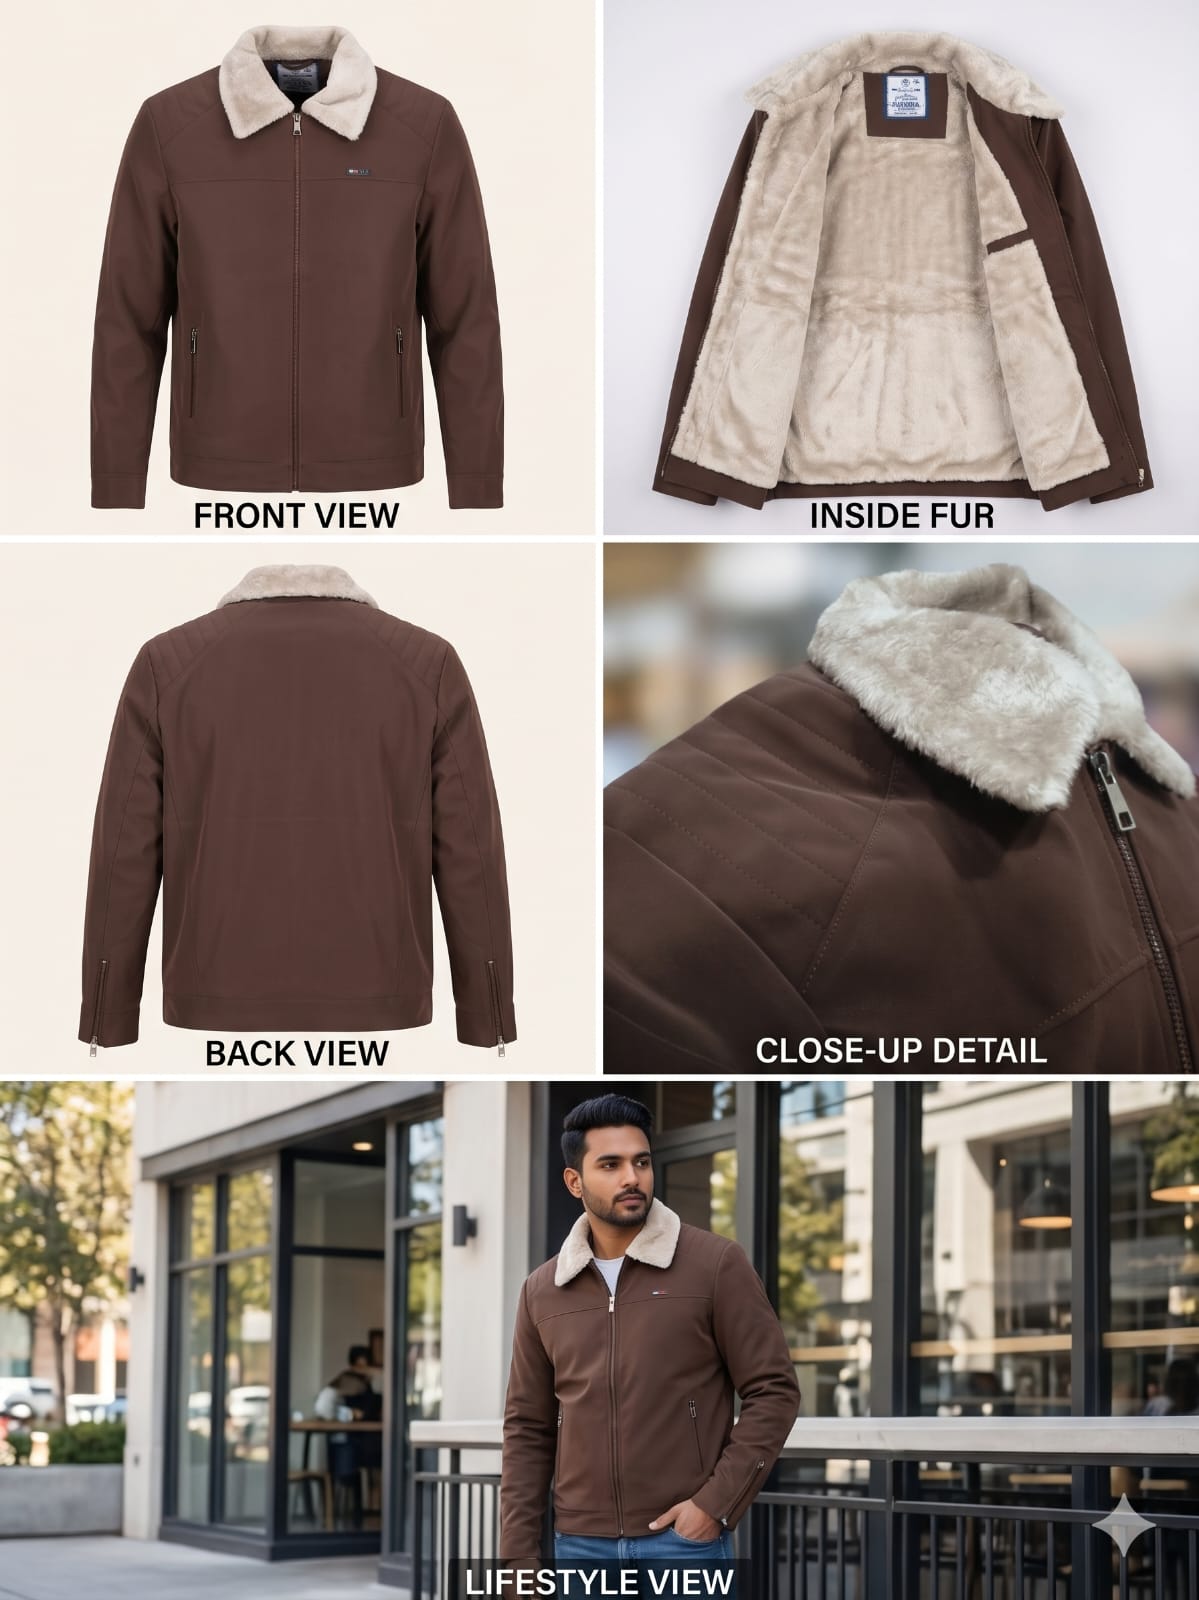 FRONT VIEW
INSIDE FUR
BACK VIEW
CLOSE-UP DETAIL
LIFESTYLE VIEW